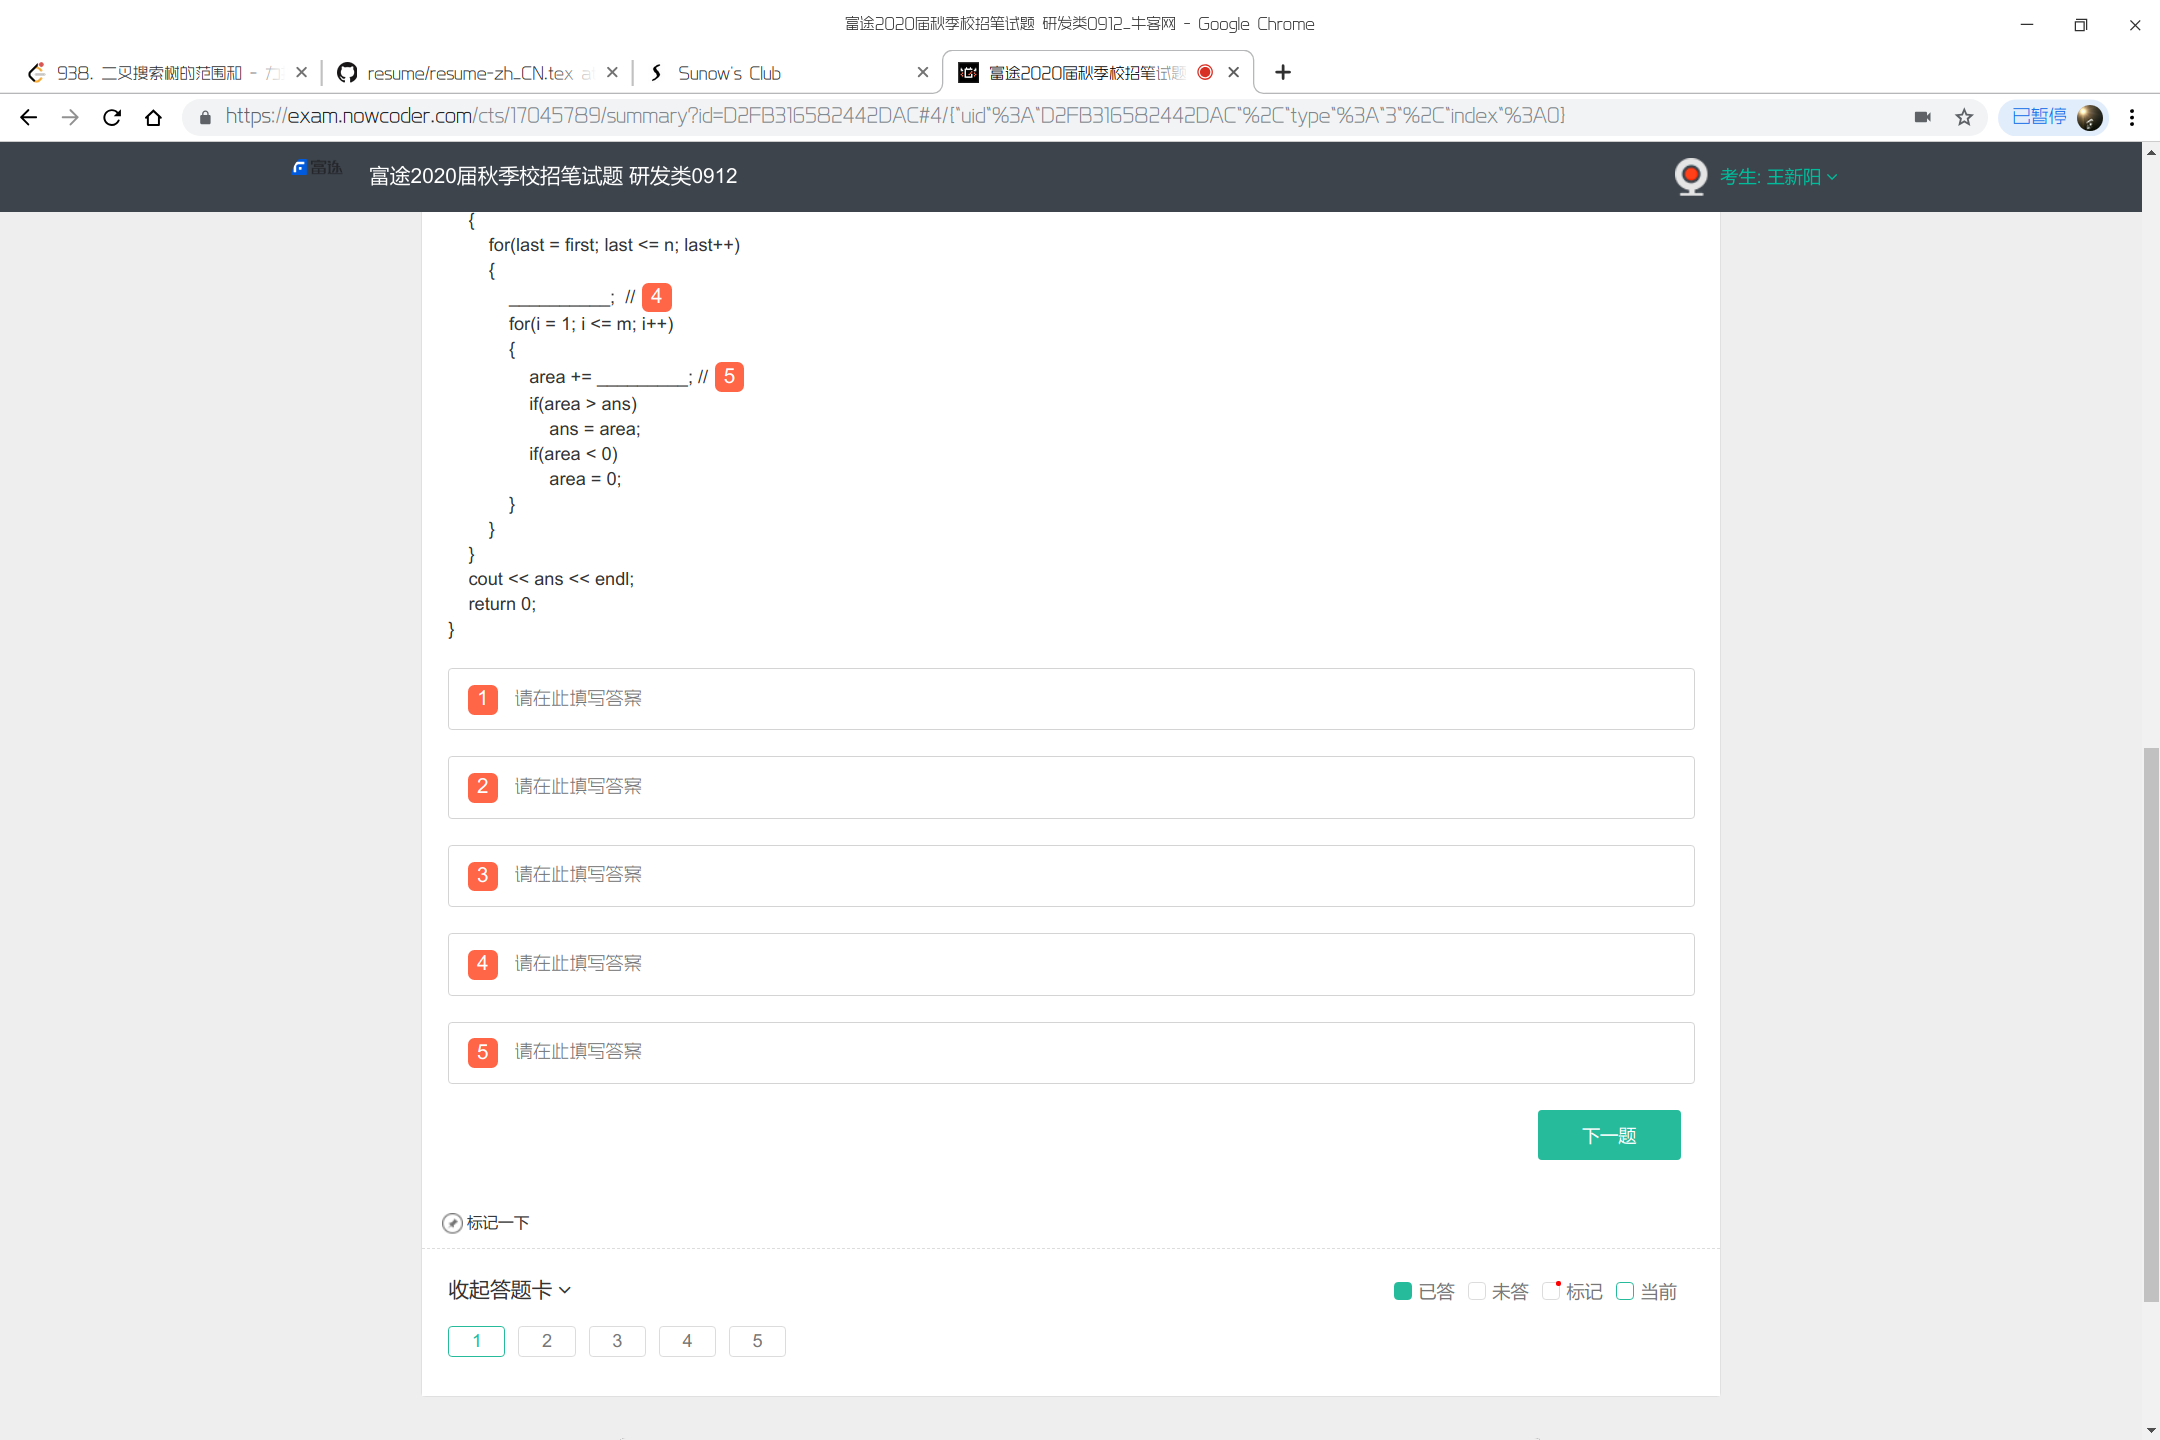 富途2020届秋季校招笔试题 研发类0912_牛客网 - Google Chrome
938. 二叉搜索树的范围和 - 力
resume/resume-zh_CN.tex at
Sunow's Club
富途2020届秋季校招笔试题
https://exam.nowcoder.com/cts/17045789/summary?id=D2FB316582442DAC#4/{"uid"%3A"D2FB316582442DAC"%2C"type"%3A"3"%2C"index"%3A0}
已暂停
富途
富途2020届秋季校招笔试题 研发类0912
考生: 王新阳
{
for(last = first; last <= n; last++)
{
__________; // 4
for(i = 1; i <= m; i++)
{
area += _________; // 5
if(area > ans)
ans = area;
if(area < 0)
area = 0;
}
}
}
cout << ans << endl;
return 0;
}
1 请在此填写答案
2 请在此填写答案
3 请在此填写答案
4 请在此填写答案
5 请在此填写答案
下一题
标记一下
收起答题卡
已答 未答 标记 当前
1 2 3 4 5